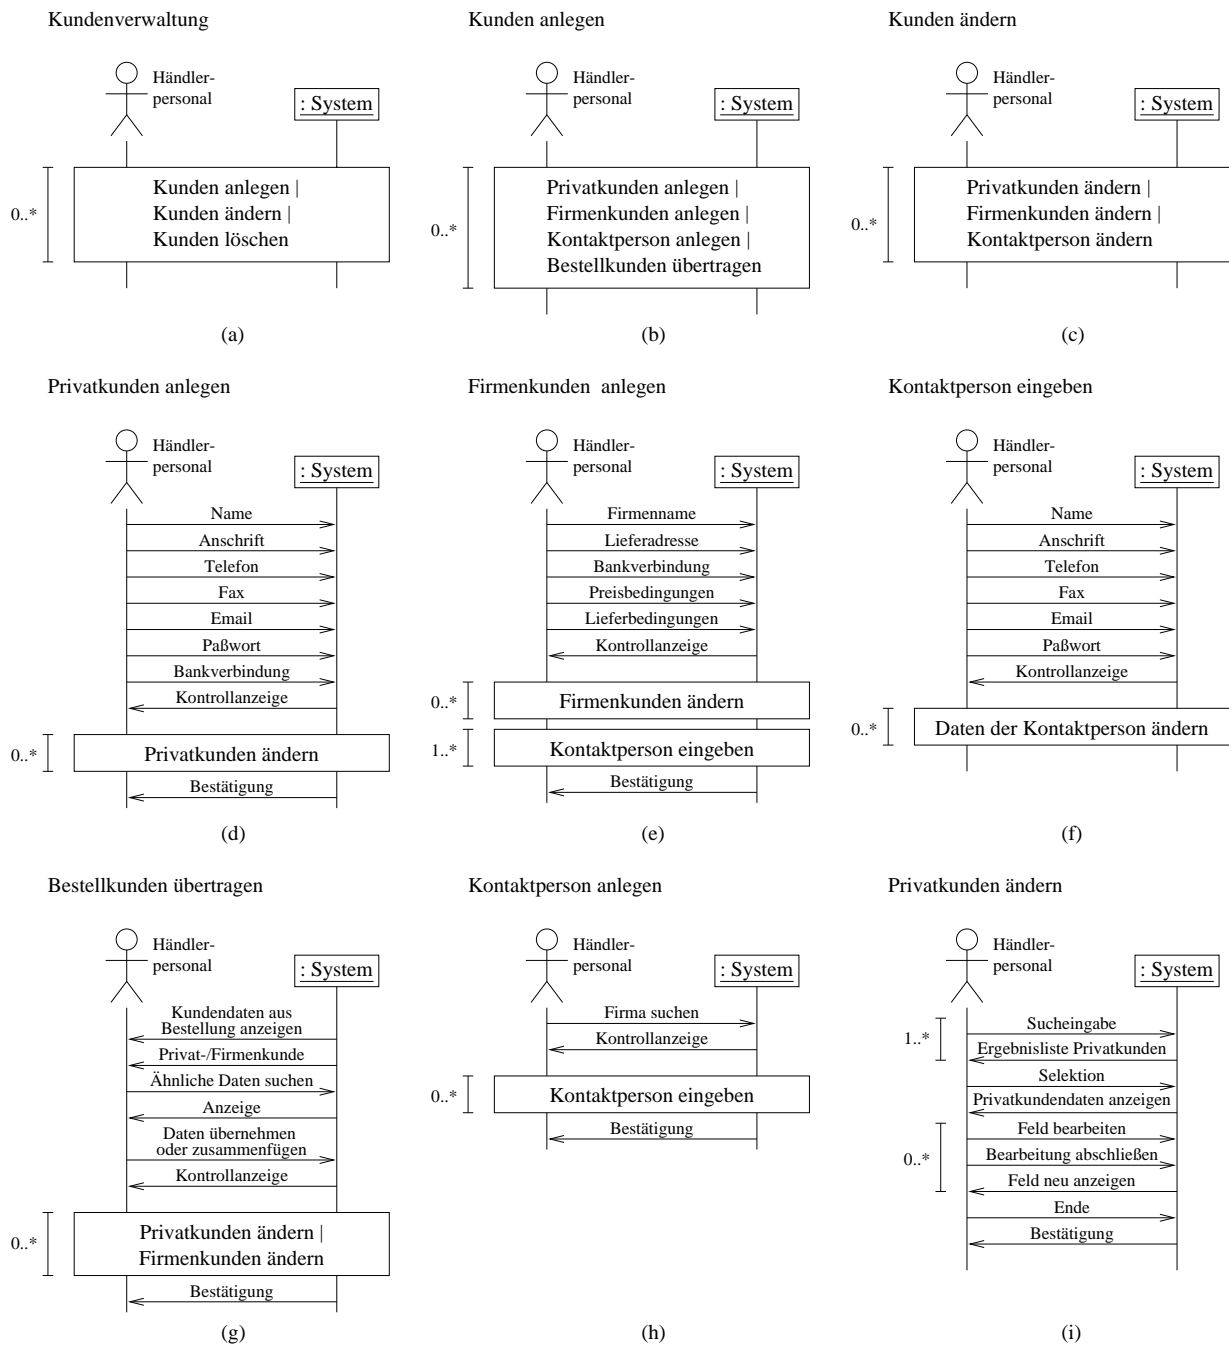 Kundenverwaltung
Händler-
personal
: System
0..*
Kunden anlegen |
Kunden ändern |
Kunden löschen
(a)
Kunden anlegen
Händler-
personal
: System
0..*
Privatkunden anlegen |
Firmenkunden anlegen |
Kontaktperson anlegen |
Bestellkunden übertragen
(b)
Kunden ändern
Händler-
personal
: System
0..*
Privatkunden ändern |
Firmenkunden ändern |
Kontaktperson ändern
(c)
Privatkunden anlegen
Händler-
personal
: System
Name
Anschrift
Telefon
Fax
Email
Paßwort
Bankverbindung
Kontrollanzeige
0..*
Privatkunden ändern
Bestätigung
(d)
Firmenkunden anlegen
Händler-
personal
: System
Firmenname
Lieferadresse
Bankverbindung
Preisbedingungen
Lieferbedingungen
Kontrollanzeige
0..*
Firmenkunden ändern
1..*
Kontaktperson eingeben
Bestätigung
(e)
Kontaktperson eingeben
Händler-
personal
: System
Name
Anschrift
Telefon
Fax
Email
Paßwort
Kontrollanzeige
0..*
Daten der Kontaktperson ändern
(f)
Bestellkunden übertragen
Händler-
personal
: System
Kundendaten aus
Bestellung anzeigen
Privat-/Firmenkunde
Ähnliche Daten suchen
Anzeige
Daten übernehmen
oder zusammenfügen
Kontrollanzeige
0..*
Privatkunden ändern |
Firmenkunden ändern
Bestätigung
(g)
Kontaktperson anlegen
Händler-
personal
: System
Firma suchen
Kontrollanzeige
0..*
Kontaktperson eingeben
Bestätigung
(h)
Privatkunden ändern
Händler-
personal
: System
1..*
Sucheingabe
Ergebnisliste Privatkunden
Selektion
Privatkundendaten anzeigen
0..*
Feld bearbeiten
Bearbeitung abschließen
Feld neu anzeigen
Ende
Bestätigung
(i)